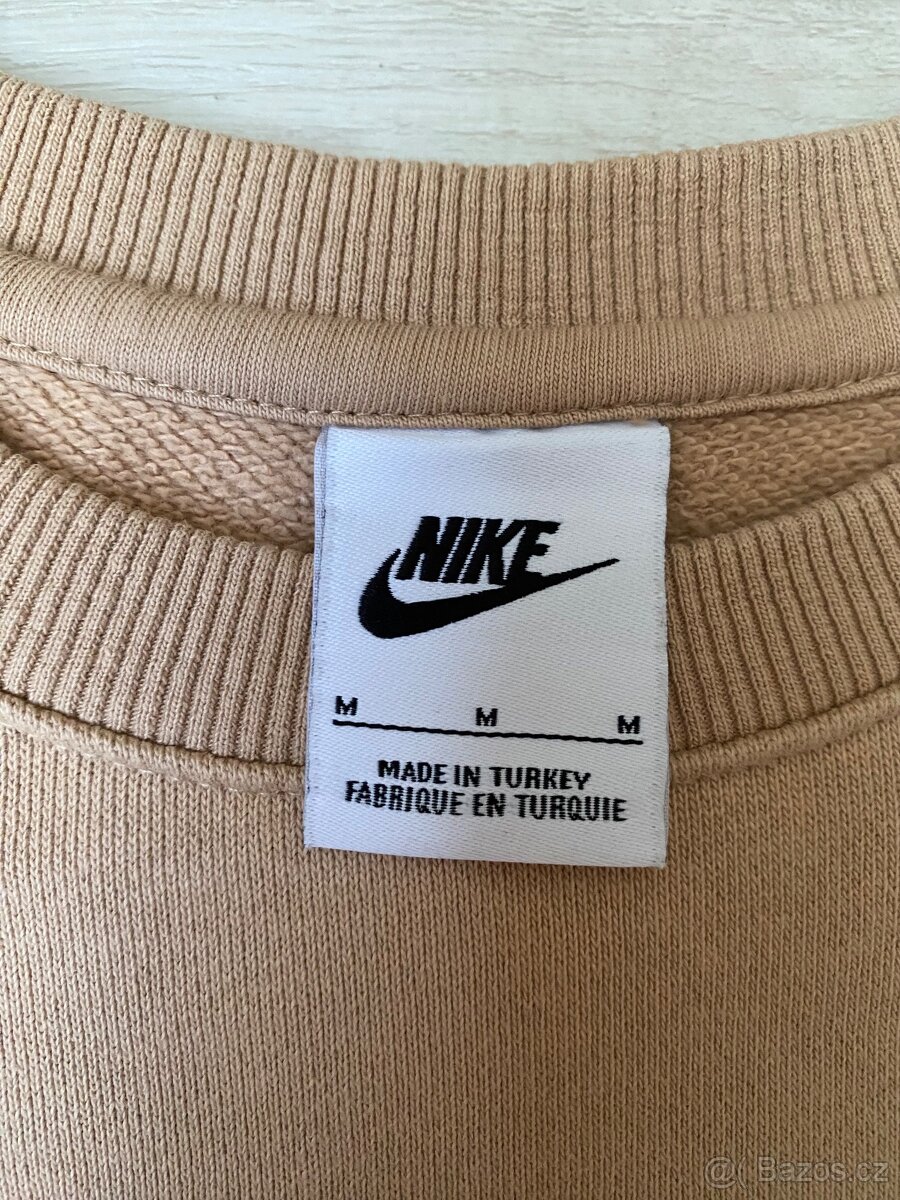 NIKE
M M M
MADE IN TURKEY
FABRIQUE EN TURQUIE
@ Bazos.cz